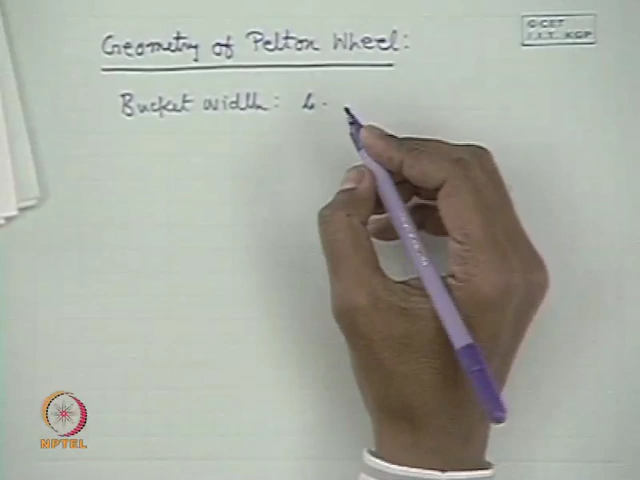 Geometry of Pelton Wheel:
© CET
I.I.T. KGP
Bucket width: 4.
NPTEL